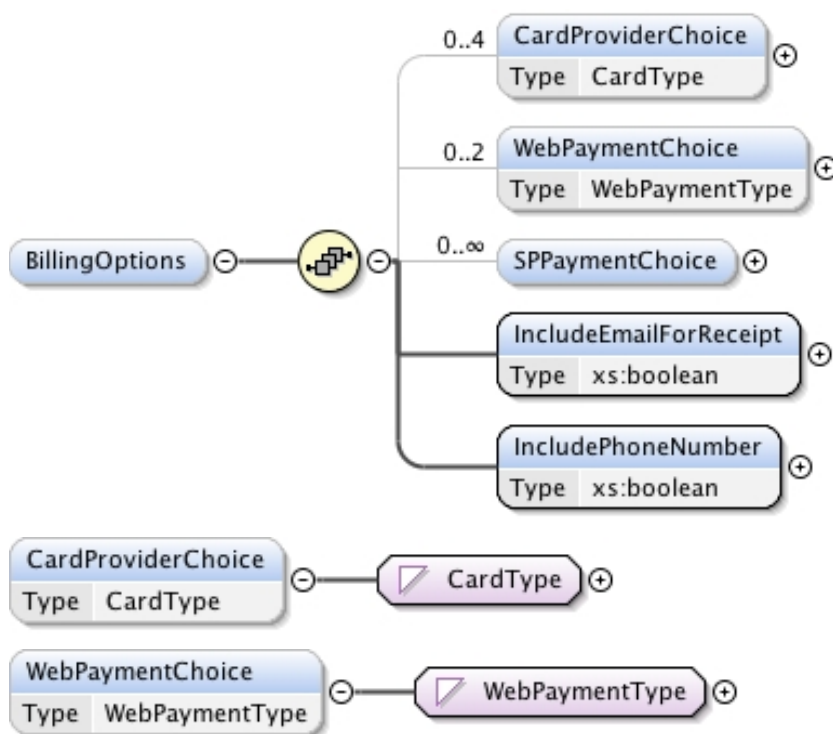 0..4
CardProviderChoice
Type CardType
0..2
WebPaymentChoice
Type WebPaymentType
BillingOptions
0..∞
SPPaymentChoice
IncludeEmailForReceipt
Type xs:boolean
IncludePhoneNumber
Type xs:boolean
CardProviderChoice
Type CardType
CardType
WebPaymentChoice
Type WebPaymentType
WebPaymentType